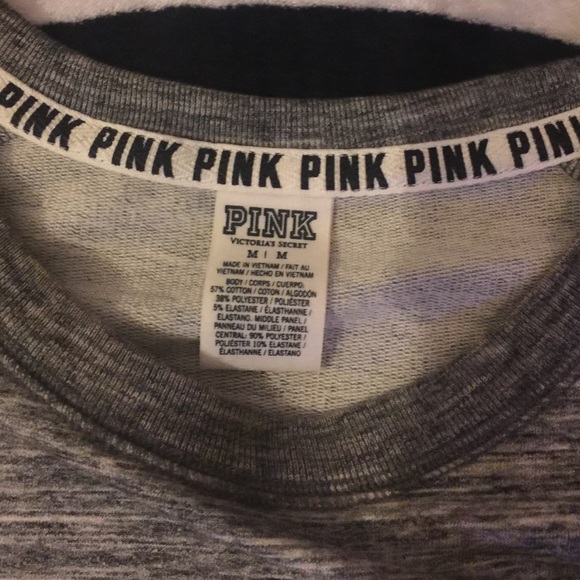 PINK PINK PINK PINK PINK PINK
PINK
VICTORIA'S SECRET
M | M
MADE IN VIETNAM / FAIT AU
VIETNAM / HECHO EN VIETNAM
BODY / CORPS / CUERPO:
57% COTTON / COTON / ALGODÓN
38% POLYESTER / POLIÉSTER
5% ELASTANE / ÉLASTHANNE /
ELASTANO. MIDDLE PANEL /
PANNEAU DU MILIEU / PANEL
CENTRAL: 90% POLYESTER /
POLIÉSTER 10% ELASTANE /
ÉLASTHANNE / ELASTANO